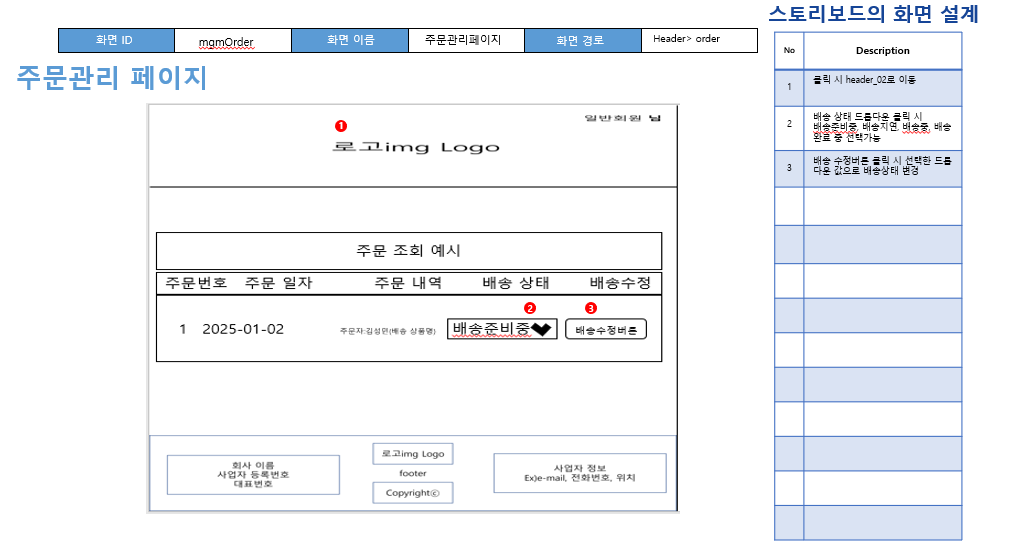 스토리보드의 화면 설계
화면 ID mgmOrder 화면 이름 주문관리페이지 화면 경로 Header> order
주문관리 페이지
일반회원 님
1
로고img Logo
주문 조회 예시
주문번호 주문 일자 주문 내역 배송 상태 배송수정
2 3
1 2025-01-02 주문자:김성민(배송 상품명) 배송준비중 배송수정버튼
회사 이름
사업자 등록번호
대표번호
로고img Logo
footer
Copyrightⓒ
사업자 정보
Ex)e-mail, 전화번호, 위치
No Description
1 클릭 시 header_02로 이동
2 배송 상태 드롭다운 클릭 시
배송준비중, 배송지연, 배송중, 배송
완료 중 선택가능
3 배송 수정버튼 클릭 시 선택한 드롭
다운 값으로 배송상태 변경